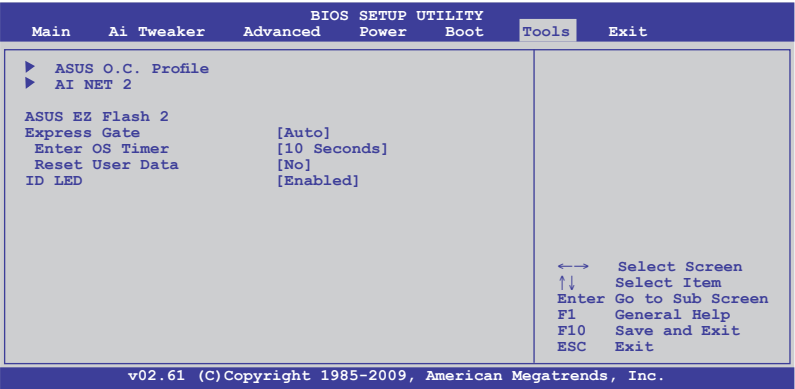 BIOS SETUP UTILITY
Main Ai Tweaker Advanced Power Boot Tools Exit
ASUS O.C. Profile
AI NET 2
ASUS EZ Flash 2
Express Gate [Auto]
Enter OS Timer [10 Seconds]
Reset User Data [No]
ID LED [Enabled]
←→ Select Screen
↑↓ Select Item
Enter Go to Sub Screen
F1 General Help
F10 Save and Exit
ESC Exit
v02.61 (C)Copyright 1985-2009, American Megatrends, Inc.